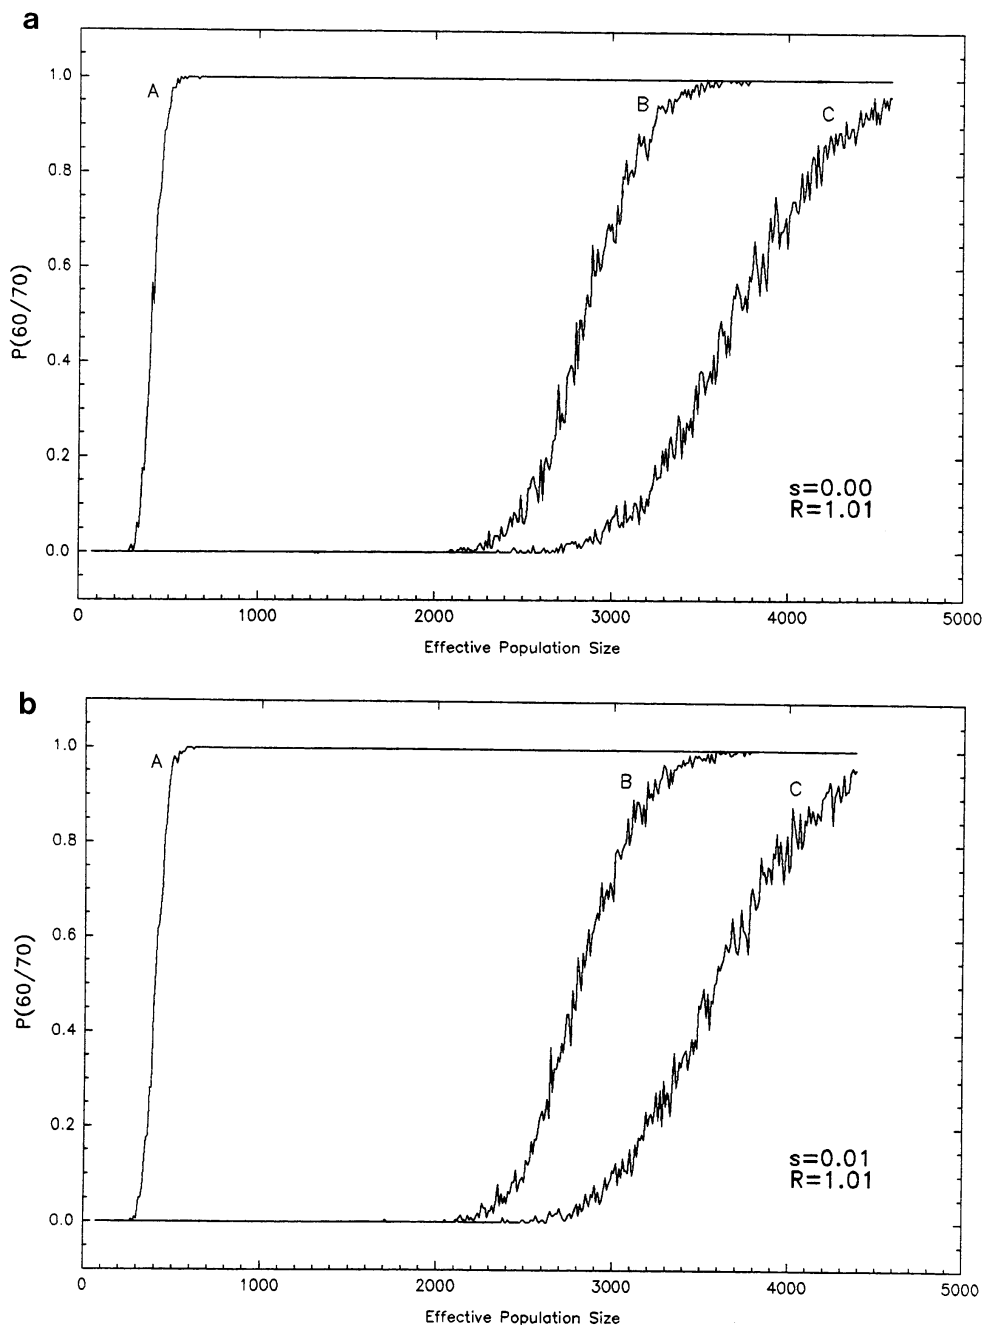 a
1.0
A
B
C
0.8
0.6
P(60/70)
0.4
0.2
s=0.00
R=1.01
0.0
0 1000 2000 3000 4000 5000
Effective Population Size
b
1.0
A
B
C
0.8
0.6
P(60/70)
0.4
0.2
s=0.01
R=1.01
0.0
0 1000 2000 3000 4000 5000
Effective Population Size